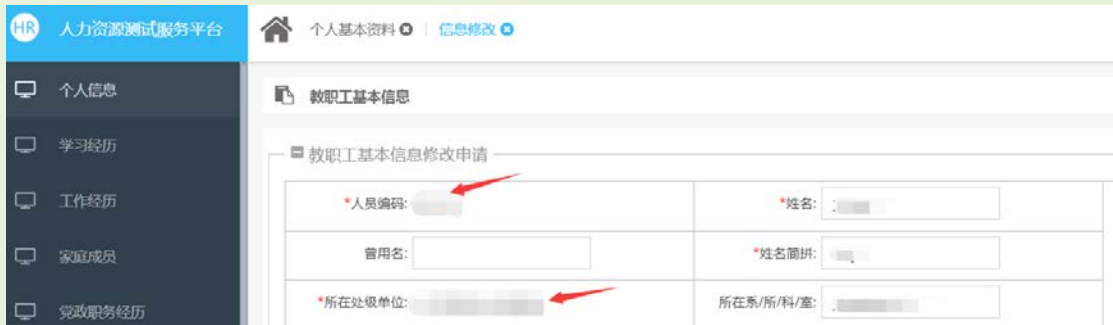 HR 人力资源测试服务平台 个人基本资料 信息修改
个人信息
教职工基本信息
学习经历
教职工基本信息修改申请
工作经历
*人员编码: *姓名:
家庭成员
曾用名: *姓名简拼:
党政职务经历
*所在处级单位: 所在系/所/科/室: